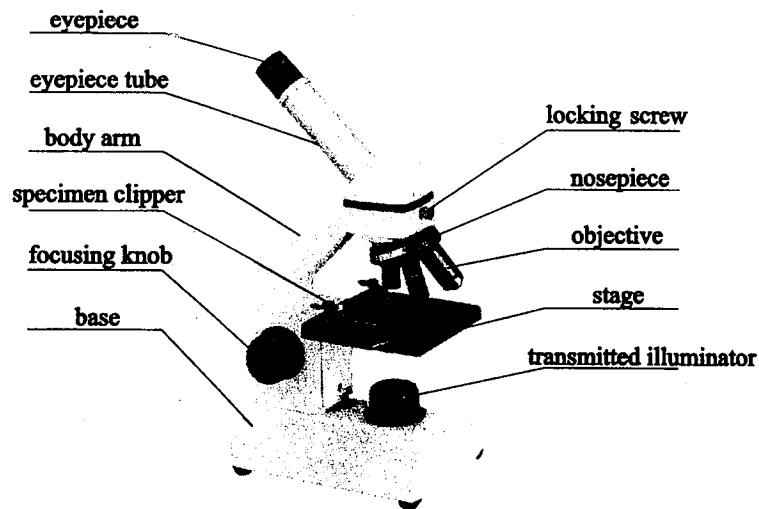 eyepiece
eyepiece tube
body arm
specimen clipper
focusing knob
base
locking screw
nosepiece
objective
stage
transmitted illuminator